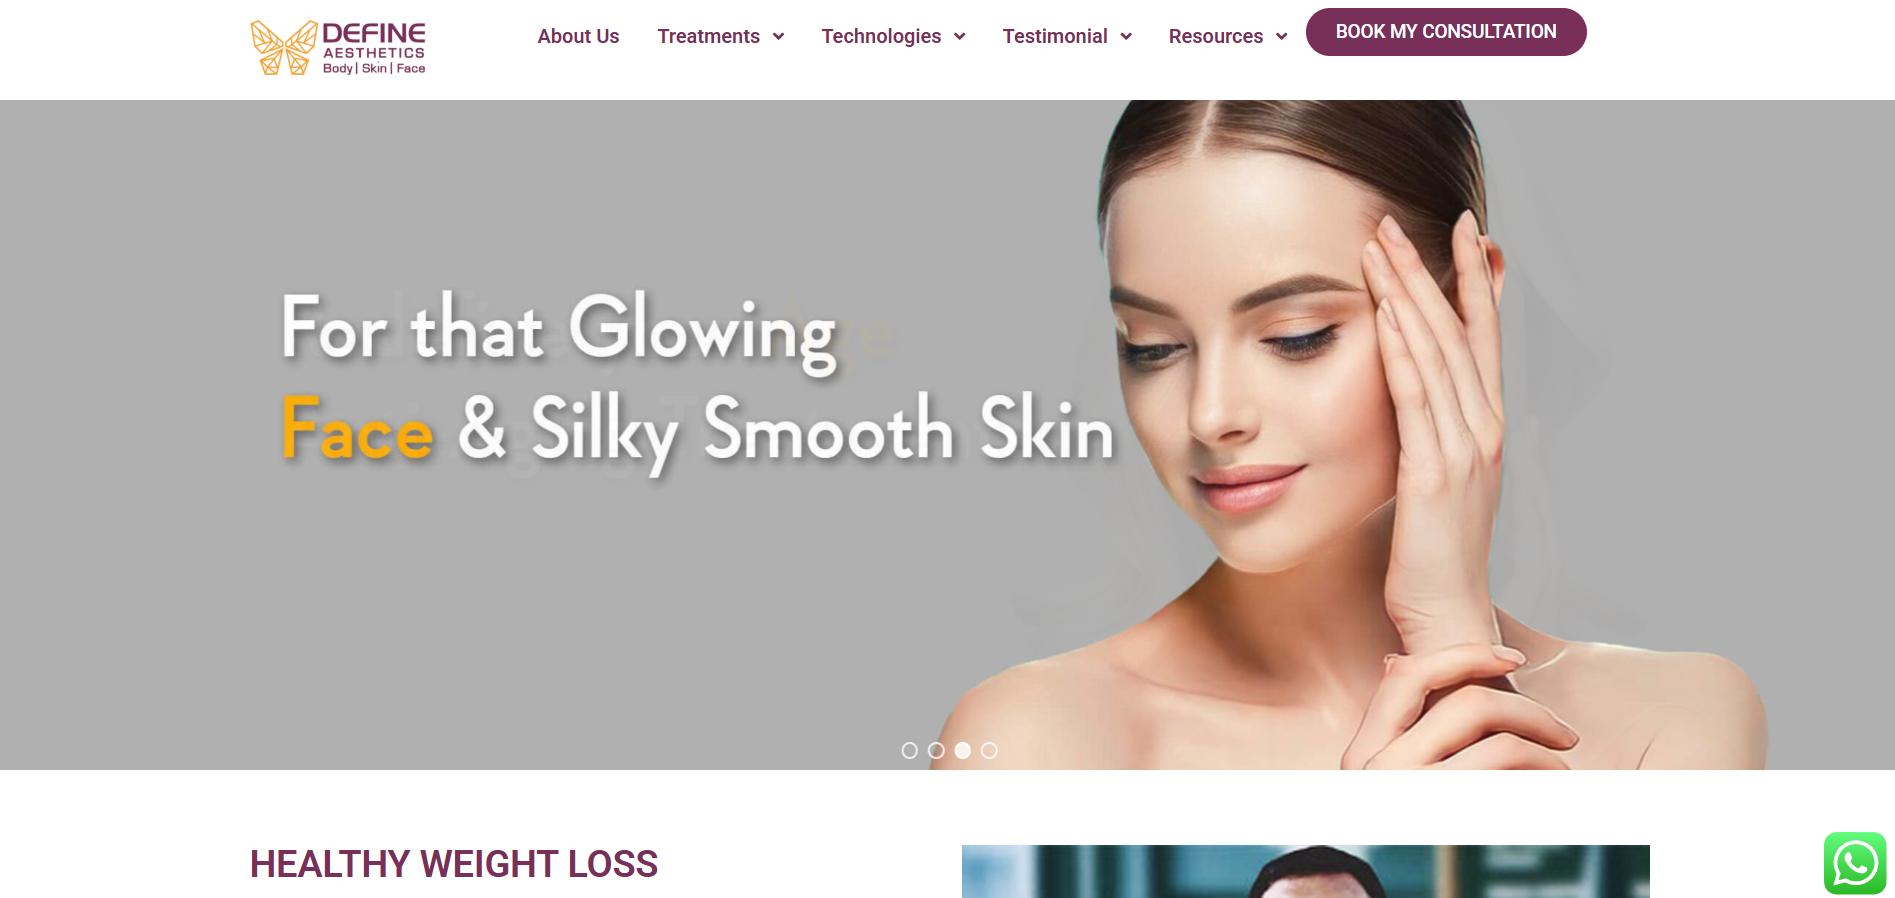 DEFINE
AESTHETICS
Body | Skin | Face
About Us
Treatments
Technologies
Testimonial
Resources
BOOK MY CONSULTATION
For that Glowing
Face & Silky Smooth Skin
HEALTHY WEIGHT LOSS